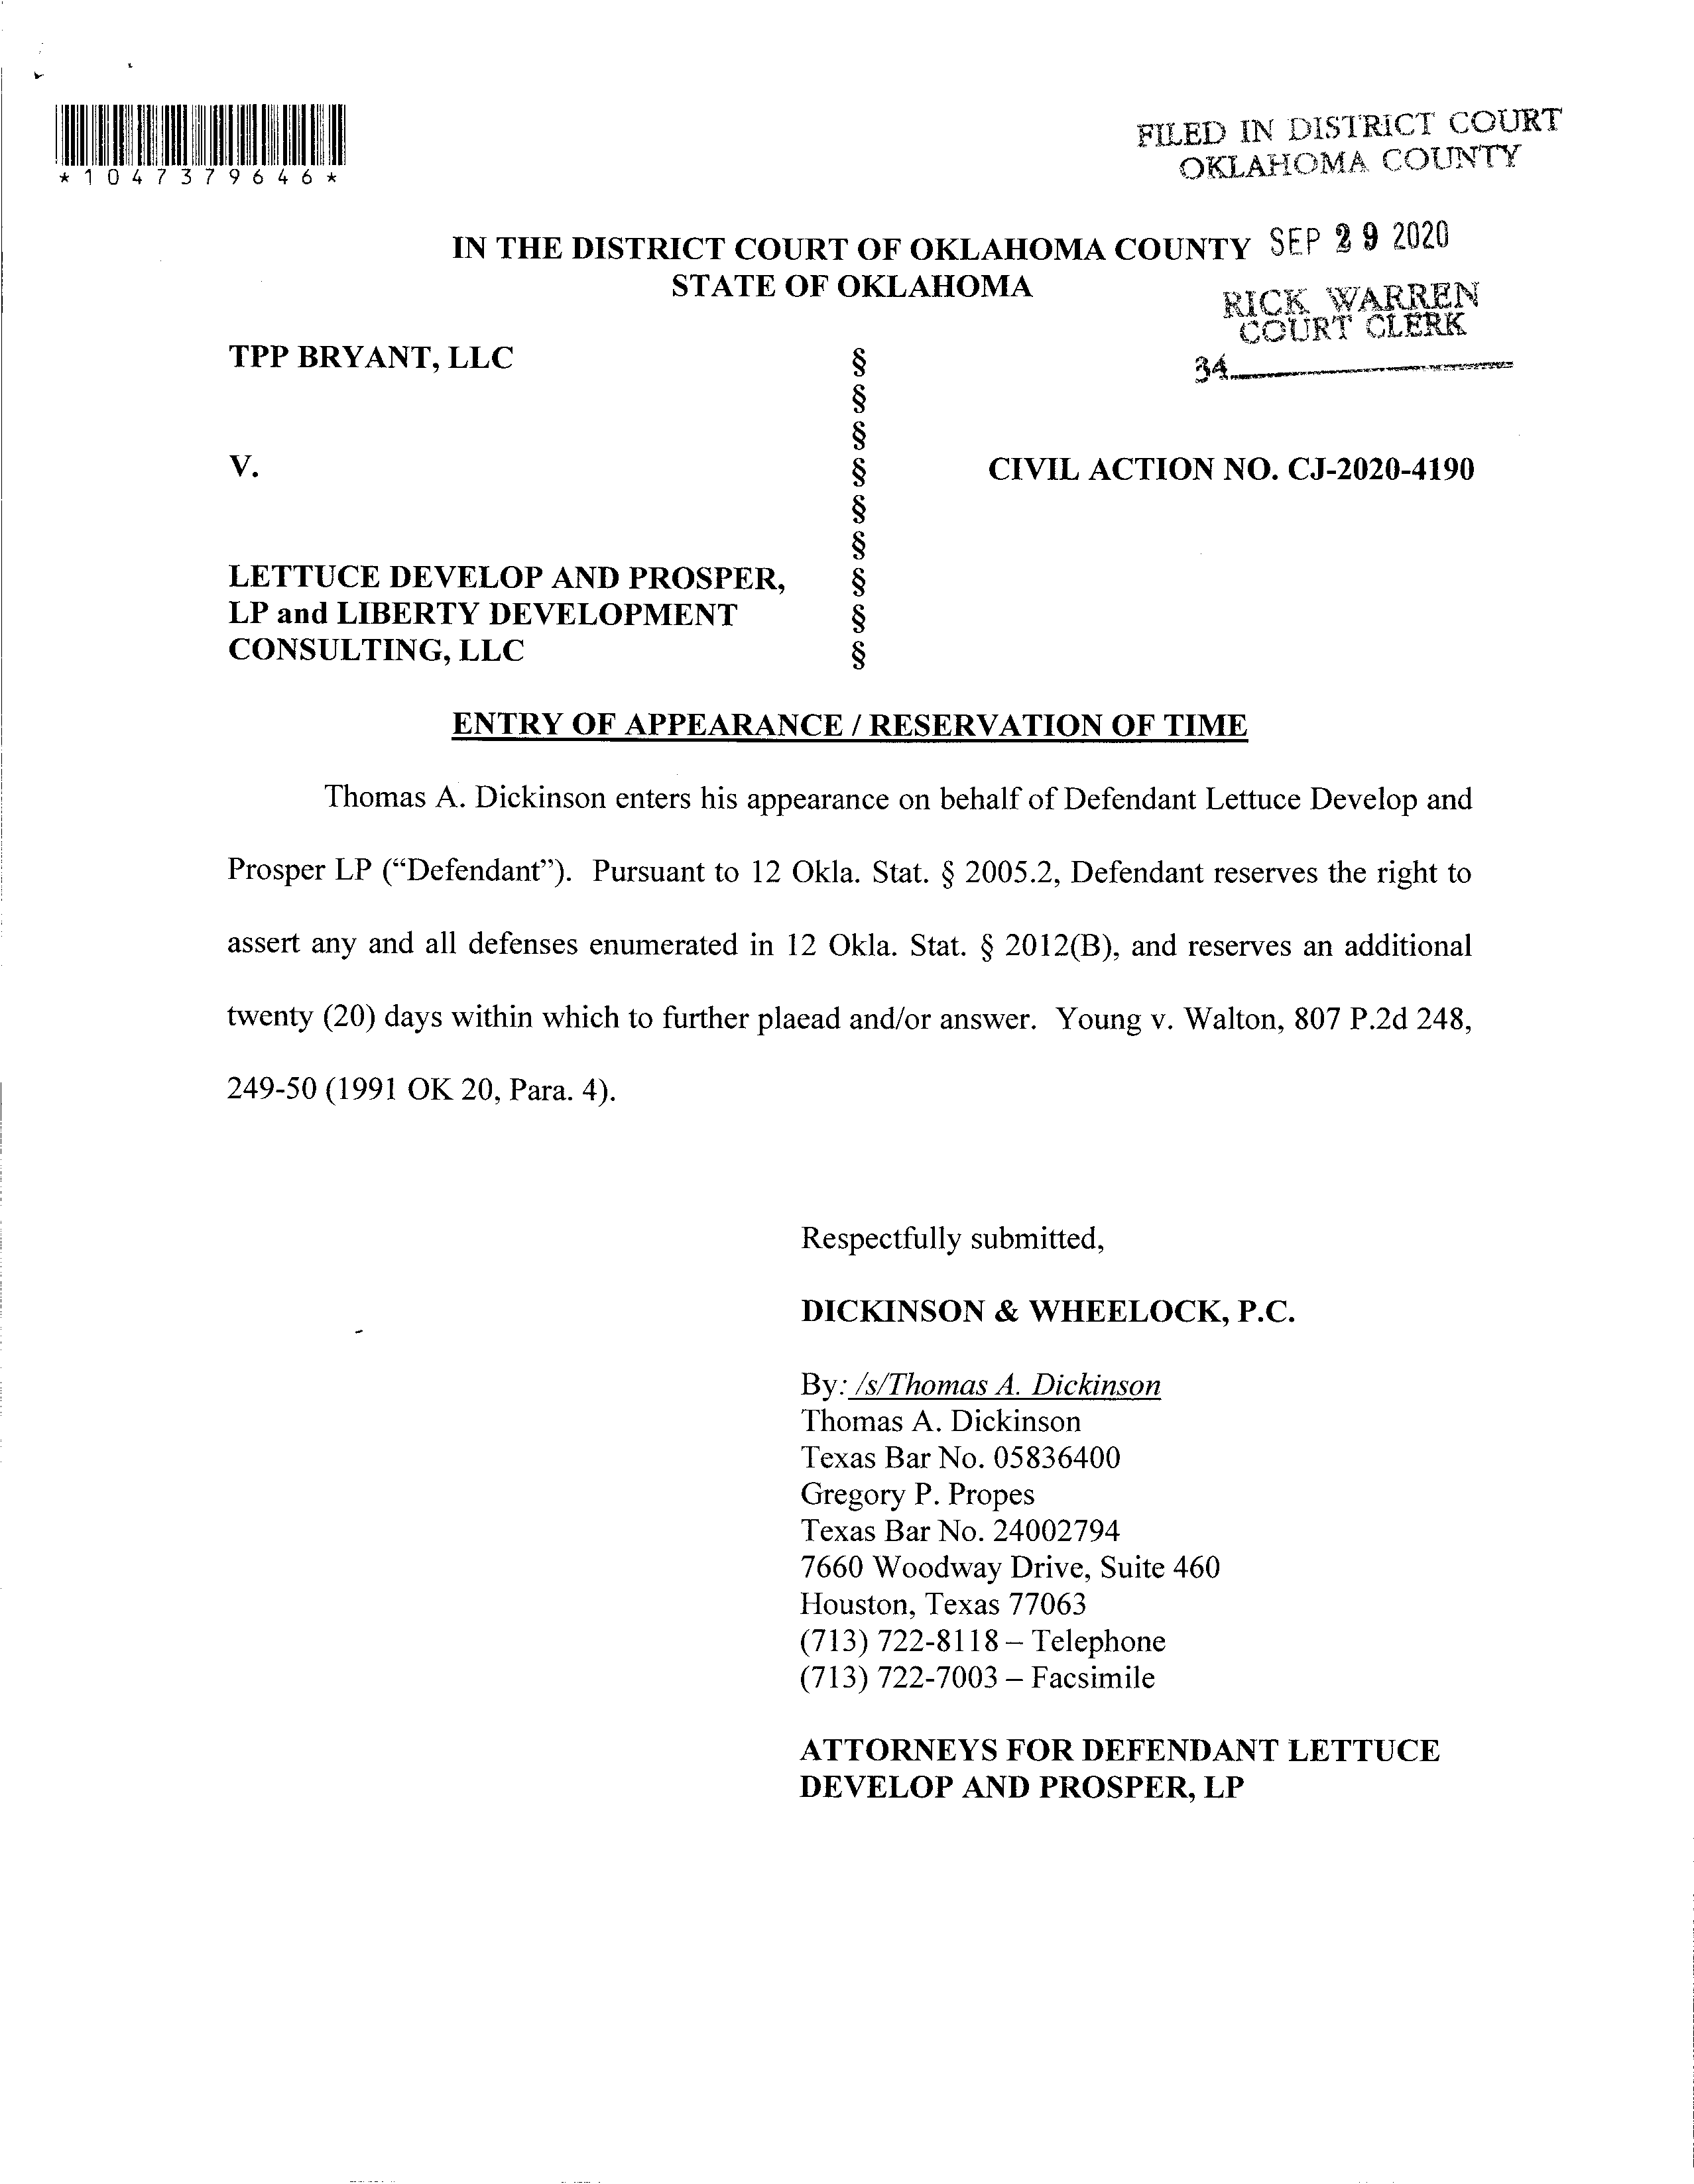 *1047379646*
FILED IN DISTRICT COURT
OKLAHOMA COUNTY
IN THE DISTRICT COURT OF OKLAHOMA COUNTY SEP 29 2020
STATE OF OKLAHOMA
RICK WARREN
COURT CLERK
34
TPP BRYANT, LLC §
§
§
V. § CIVIL ACTION NO. CJ-2020-4190
§
§
LETTUCE DEVELOP AND PROSPER, §
LP and LIBERTY DEVELOPMENT §
CONSULTING, LLC §
ENTRY OF APPEARANCE / RESERVATION OF TIME
Thomas A. Dickinson enters his appearance on behalf of Defendant Lettuce Develop and
Prosper LP (“Defendant”). Pursuant to 12 Okla. Stat. § 2005.2, Defendant reserves the right to
assert any and all defenses enumerated in 12 Okla. Stat. § 2012(B), and reserves an additional
twenty (20) days within which to further plaead and/or answer. Young v. Walton, 807 P.2d 248,
249-50 (1991 OK 20, Para. 4).
Respectfully submitted,
DICKINSON & WHEELOCK, P.C.
By: /s/Thomas A. Dickinson
Thomas A. Dickinson
Texas Bar No. 05836400
Gregory P. Propes
Texas Bar No. 24002794
7660 Woodway Drive, Suite 460
Houston, Texas 77063
(713) 722-8118 – Telephone
(713) 722-7003 – Facsimile
ATTORNEYS FOR DEFENDANT LETTUCE
DEVELOP AND PROSPER, LP